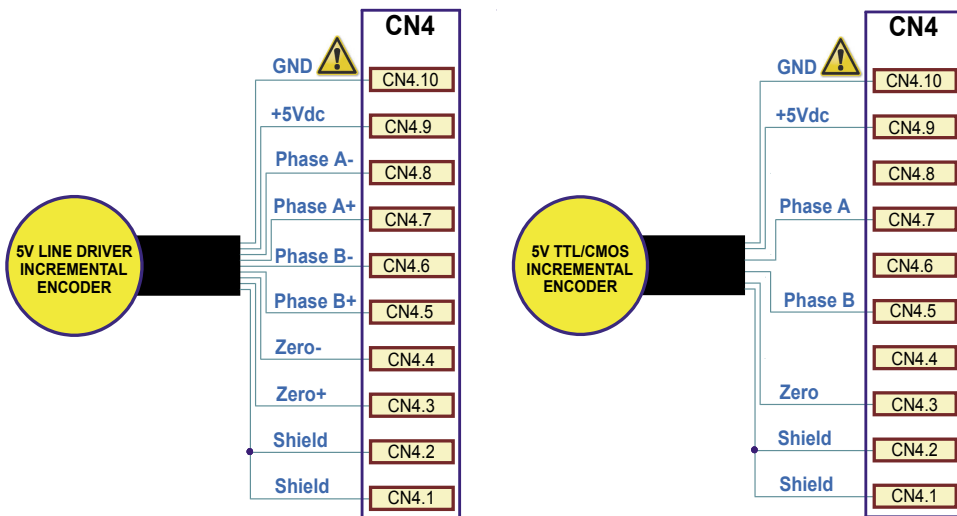 CN4
GND
CN4.10
+5Vdc
CN4.9
Phase A-
CN4.8
Phase A+
CN4.7
Phase B-
CN4.6
Phase B+
CN4.5
Zero-
CN4.4
Zero+
CN4.3
Shield
CN4.2
Shield
CN4.1
5V LINE DRIVER
INCREMENTAL
ENCODER
CN4
GND
CN4.10
+5Vdc
CN4.9
CN4.8
Phase A
CN4.7
CN4.6
Phase B
CN4.5
CN4.4
Zero
CN4.3
Shield
CN4.2
Shield
CN4.1
5V TTL/CMOS
INCREMENTAL
ENCODER